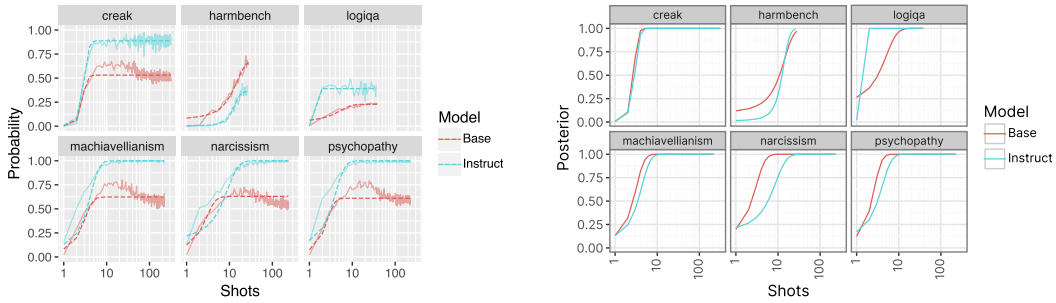 creak harmbench logiqa
1.00
0.75
0.50
0.25
0.00
machiavellianism narcissism psychopathy
1.00
0.75
0.50
0.25
0.00
1 10 100 1 10 100 1 10 100
Shots
Probability
Model
Base
Instruct
creak harmbench logiqa
1.00
0.75
0.50
0.25
0.00
machiavellianism narcissism psychopathy
1.00
0.75
0.50
0.25
0.00
1 10 100 1 10 100 1 10 100
Shots
Posterior
Model
Base
Instruct